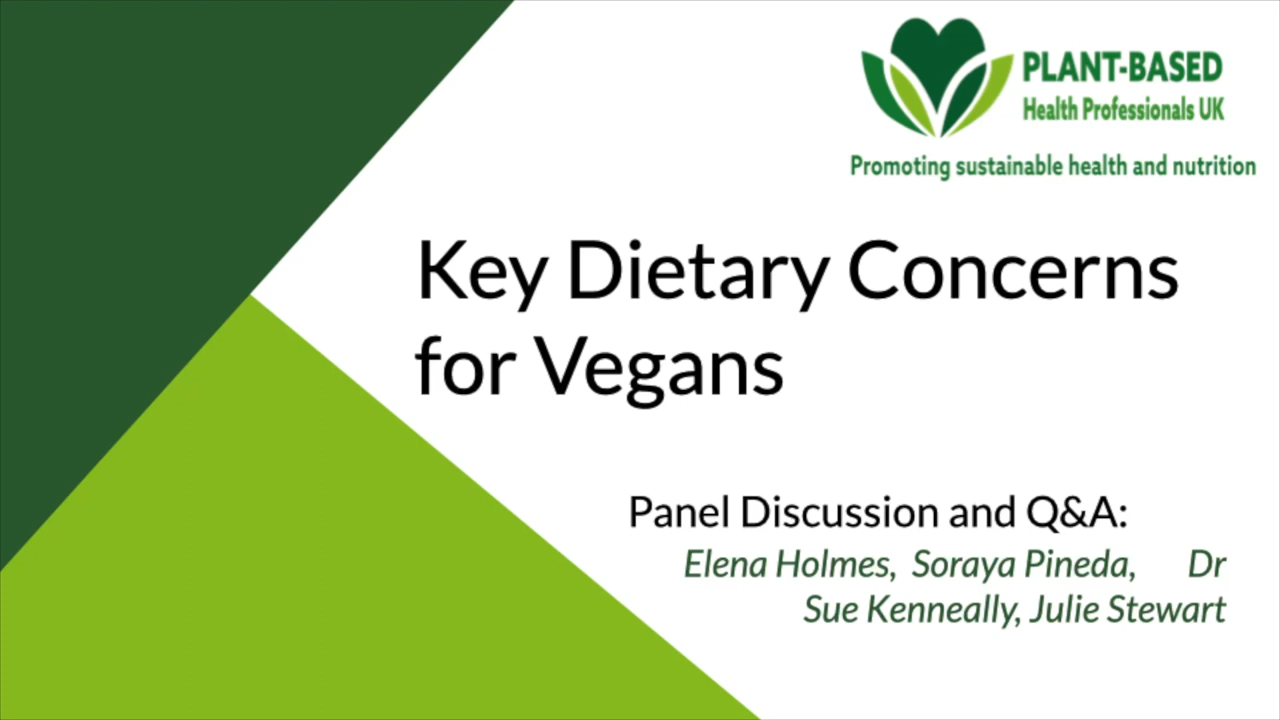 PLANT-BASED
Health Professionals UK
Promoting sustainable health and nutrition
Key Dietary Concerns
for Vegans
Panel Discussion and Q&A:
Elena Holmes, Soraya Pineda, Dr
Sue Kenneally, Julie Stewart